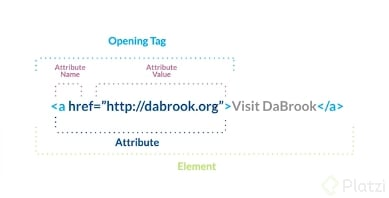 Opening Tag
Attribute Name
Attribute Value
<a href=”http://dabrook.org”>Visit DaBrook</a>
Attribute
Element
Platzi